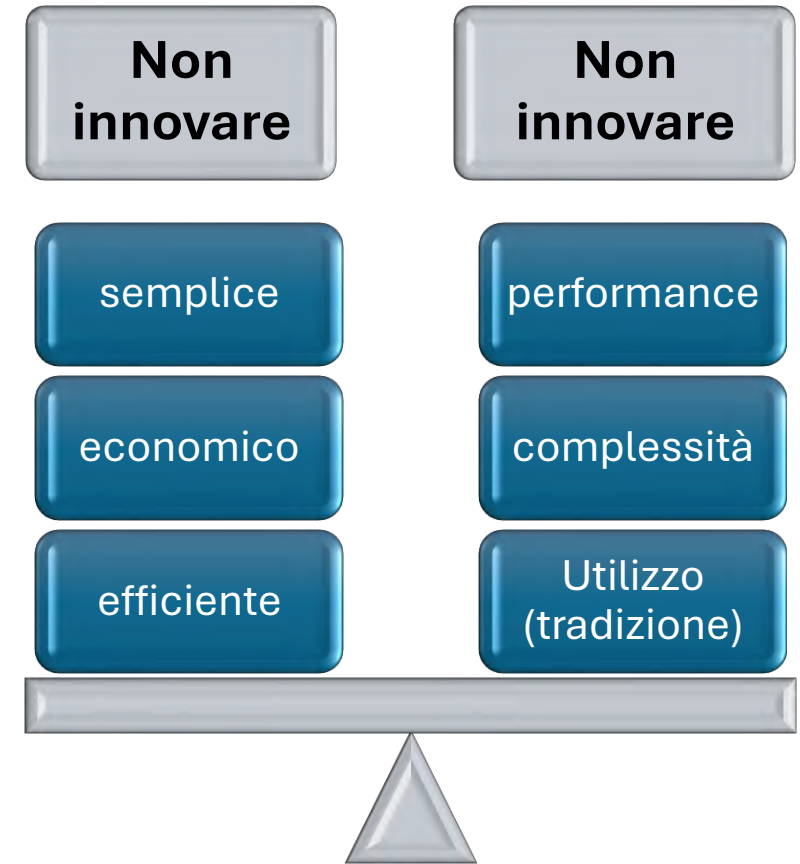 Non
innovare
semplice
economico
efficiente
Non
innovare
performance
complessità
Utilizzo
(tradizione)